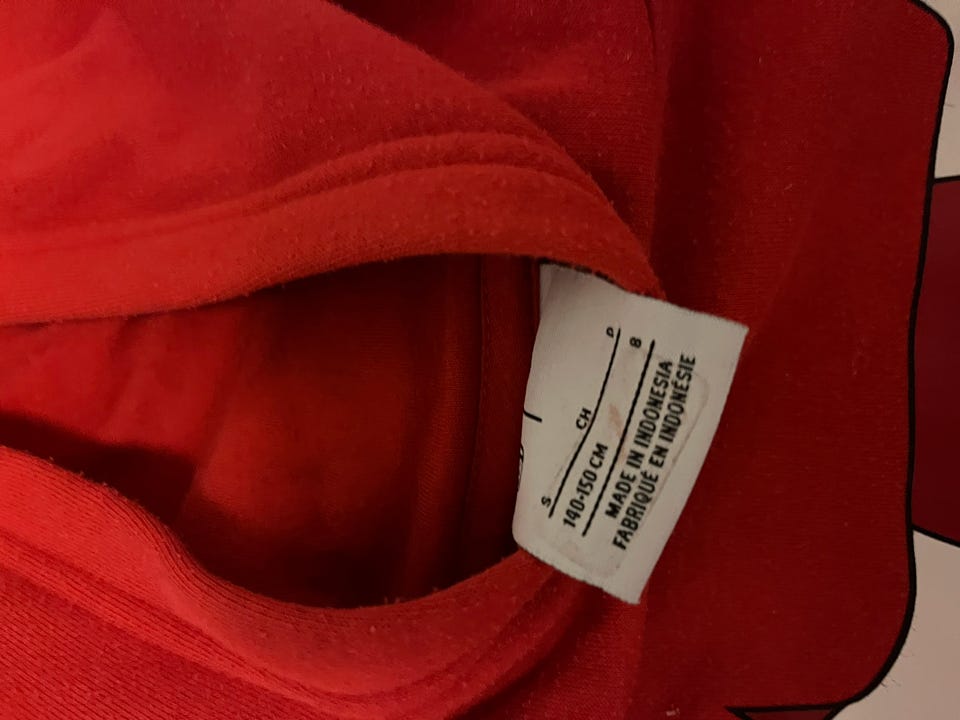 S CH P
140-150 CM 8
MADE IN INDONESIA
FABRIQUÉ EN INDONÉSIE